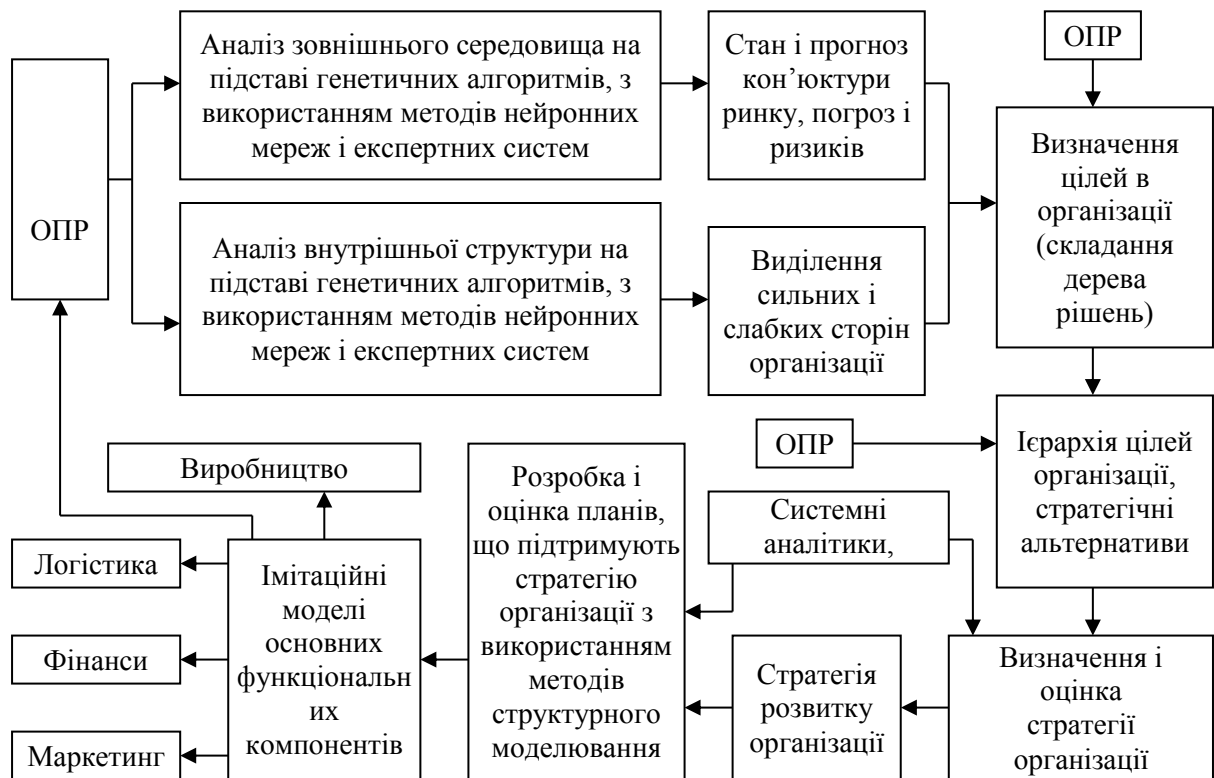 ОПР
Аналіз зовнішнього середовища на
підставі генетичних алгоритмів, з
використанням методів нейронних
мереж і експертних систем
Стан і прогноз
кон’юктури
ринку, погроз і
ризиків
ОПР
Визначення
цілей в
організації
(складання
дерева
рішень)
Аналіз внутрішньої структури на
підставі генетичних алгоритмів, з
використанням методів нейронних
мереж і експертних систем
Виділення
сильних і
слабких сторін
організації
ОПР
Ієрархія цілей
організації,
стратегічні
альтернативи
Виробництво
Розробка і
оцінка планів,
що підтримують
стратегію
організації з
використанням
методів
структурного
моделювання
Системні
аналітики,
Логістика
Імітаційні
моделі
основних
функціональн
их
компонентів
Фінанси
Маркетинг
Стратегія
розвитку
організації
Визначення і
оцінка
стратегії
організації